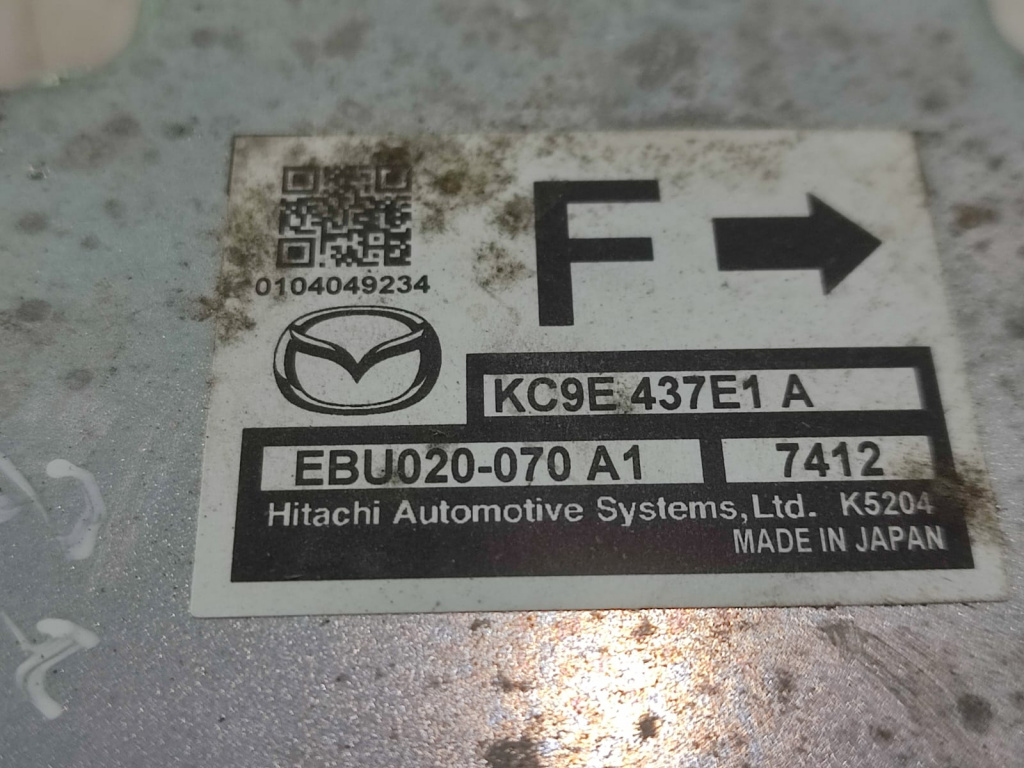 F
0104049234
KC9E 437E1 A
EBU020-070 A1 7412
Hitachi Automotive Systems,Ltd. K5204
MADE IN JAPAN